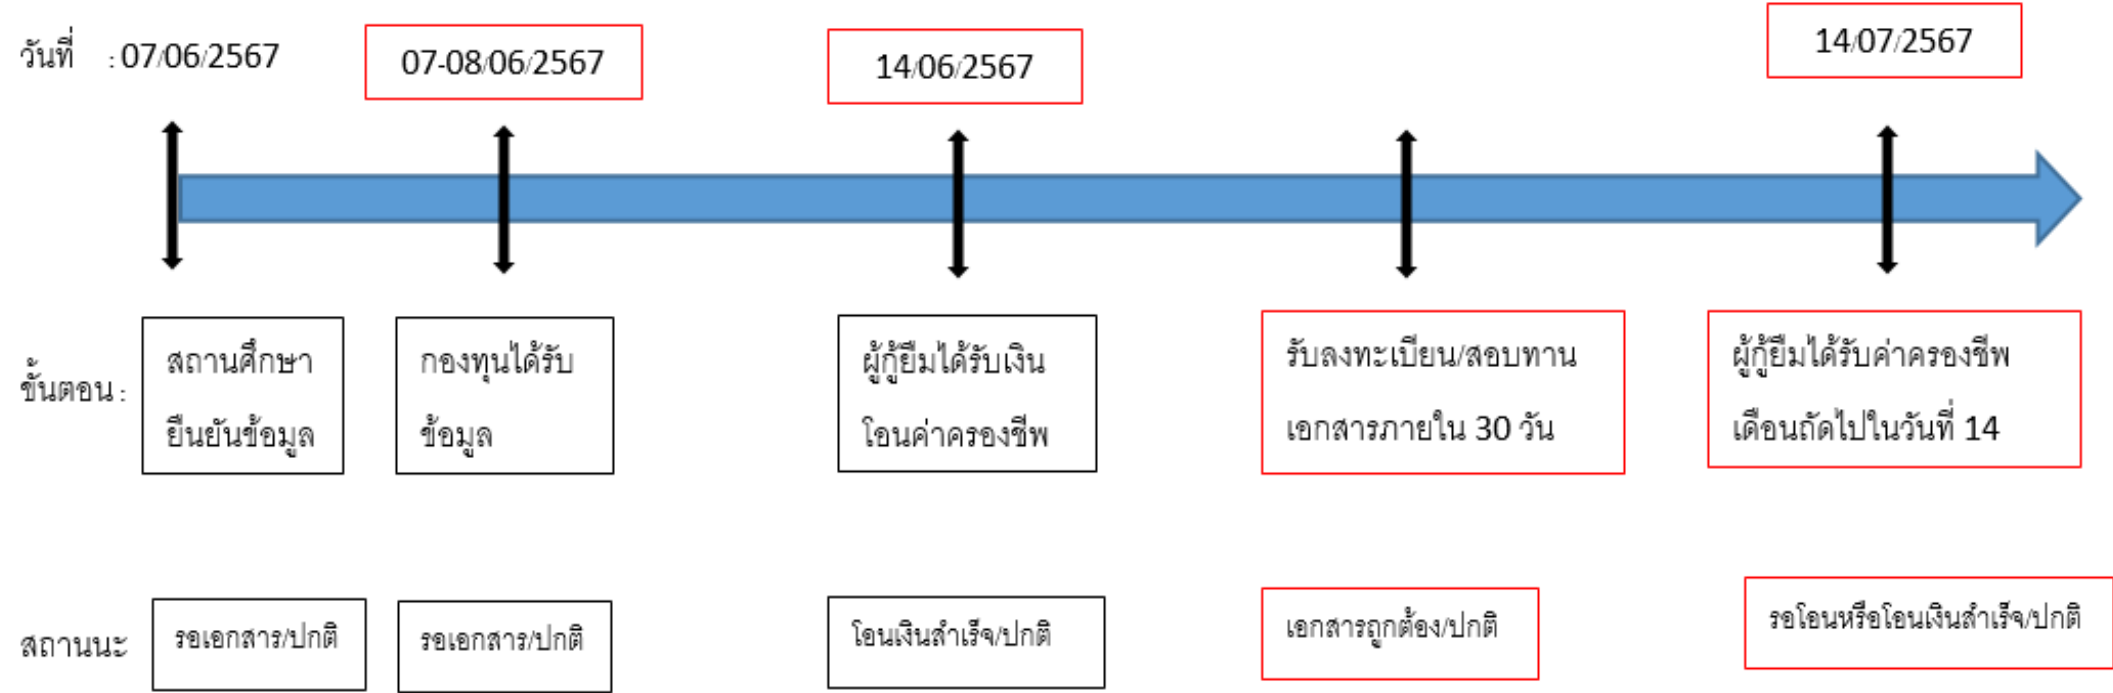 วันที่ : 07/06/2567
07-08/06/2567
14/06/2567
14/07/2567
ขั้นตอน :
สถานศึกษา
ยืนยันข้อมูล
กองทุนได้รับ
ข้อมูล
ผู้กู้ยืมได้รับเงิน
โอนค่าครองชีพ
รับลงทะเบียน/สอบทาน
เอกสารภายใน 30 วัน
ผู้กู้ยืมได้รับค่าครองชีพ
เดือนถัดไปในวันที่ 14
สถานนะ
รอเอกสาร/ปกติ
รอเอกสาร/ปกติ
โอนเงินสำเร็จ/ปกติ
เอกสารถูกต้อง/ปกติ
รอโอนหรือโอนเงินสำเร็จ/ปกติ